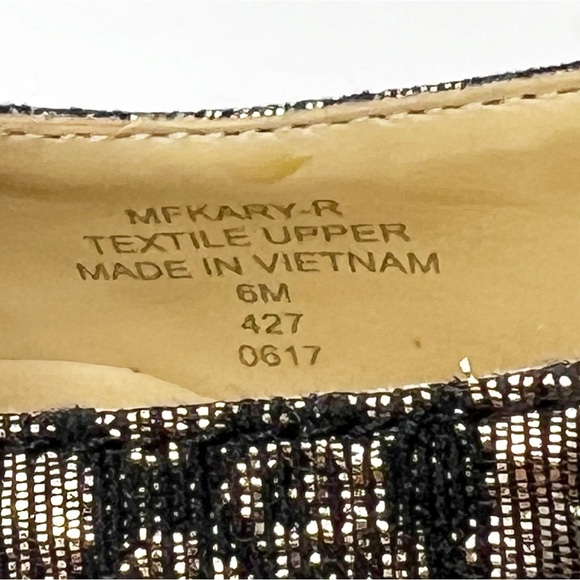 MFKARY-R
TEXTILE UPPER
MADE IN VIETNAM
6M
427
0617